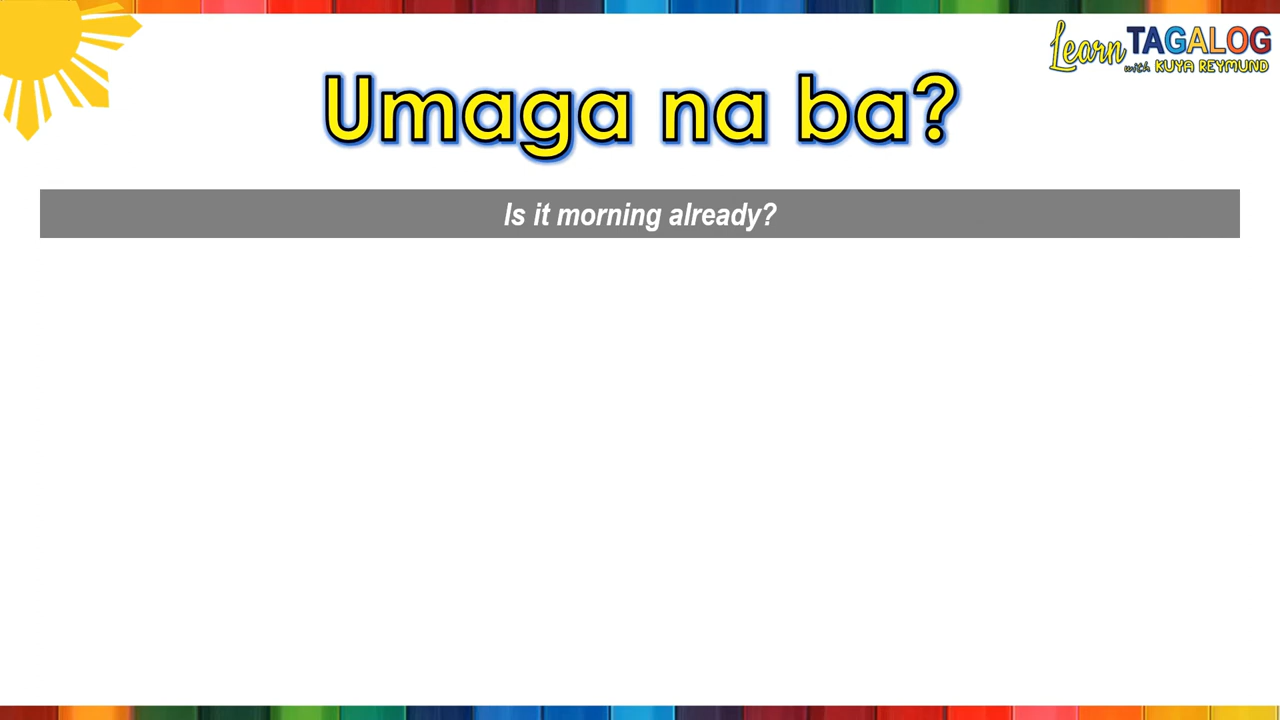 Learn TAGALOG
with KUYA REYMUND
Umaga na ba?
Is it morning already?